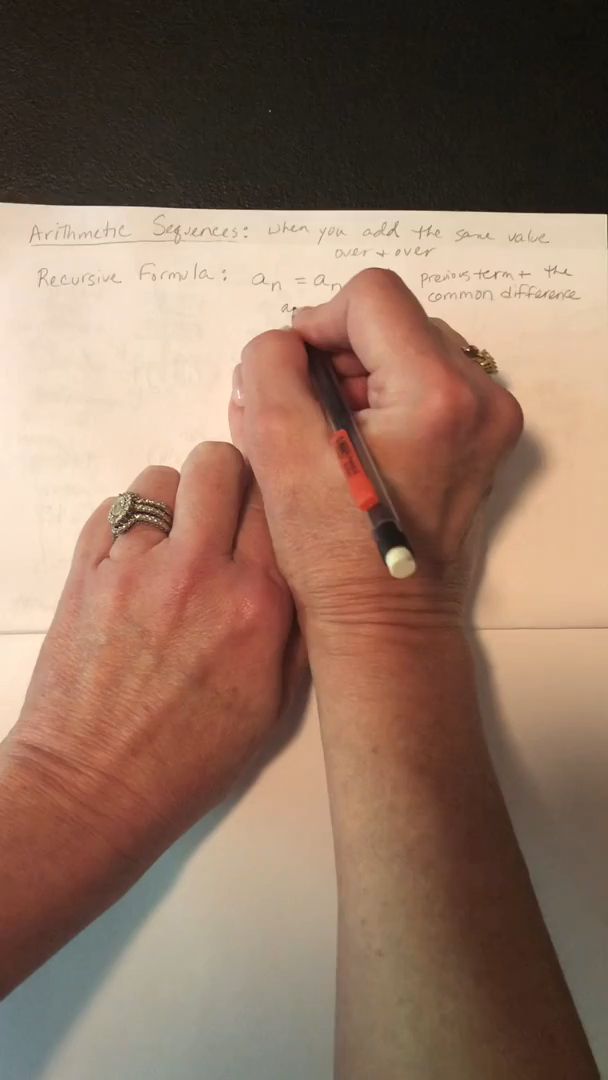 Arithmetic Sequences: when you add the same value
over + over
Recursive Formula: aₙ = aₙ previous term + the
common difference
a